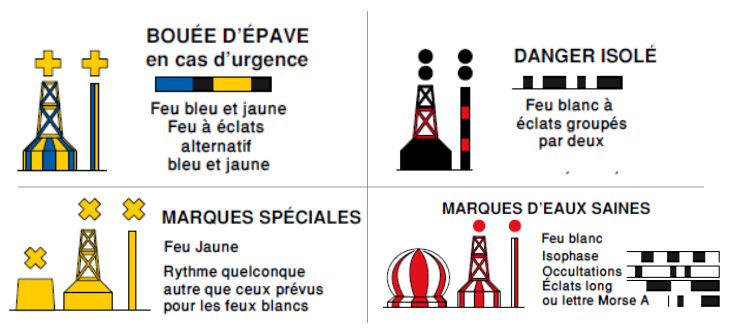 BOUÉE D'ÉPAVE
en cas d'urgence
Feu bleu et jaune
Feu à éclats
alternatif
bleu et jaune
DANGER ISOLÉ
Feu blanc à
éclats groupés
par deux
MARQUES SPÉCIALES
Feu Jaune
Rythme quelconque
autre que ceux prévus
pour les feux blancs
MARQUES D'EAUX SAINES
Feu blanc
Isophase
Occultations
Éclats long
ou lettre Morse A